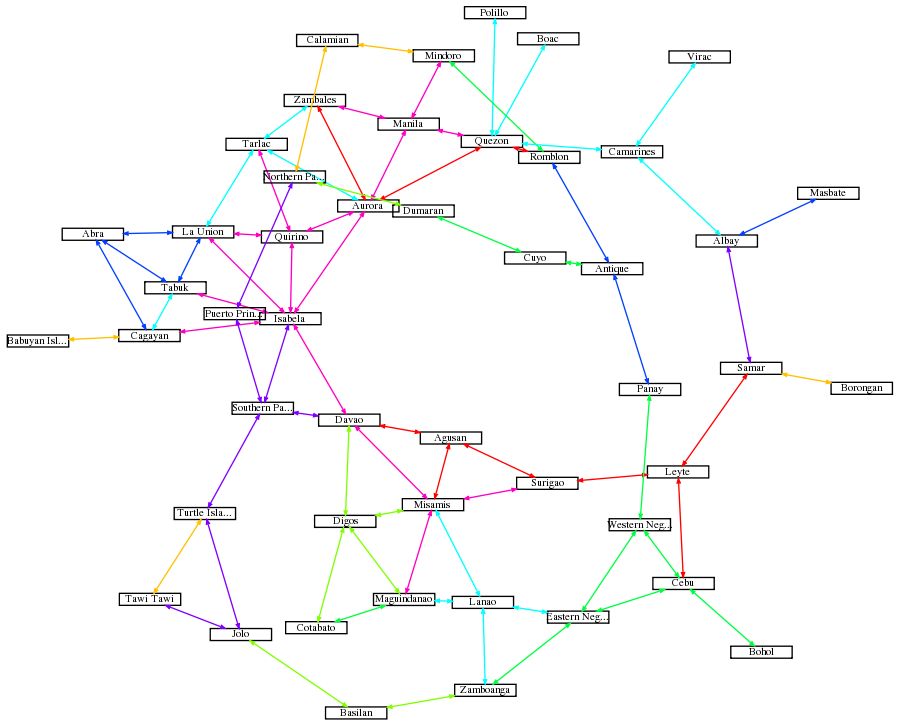 Polillo
Boac
Calamian
Mindoro
Virac
Zambales
Manila
Tarlac
Quezon
Camarines
Romblon
Northern Pa...
Masbate
Aurora
Dumaran
Abra
La Union
Quirino
Albay
Cuyo
Antique
Tabuk
Puerto Prin...
Isabela
Babuyan Isl...
Cagayan
Samar
Borongan
Panay
Southern Pa...
Davao
Agusan
Leyte
Surigao
Misamis
Turtle Isla...
Digos
Western Neg...
Cebu
Tawi Tawi
Maguindanao
Lanao
Eastern Neg...
Cotabato
Jolo
Bohol
Zamboanga
Basilan